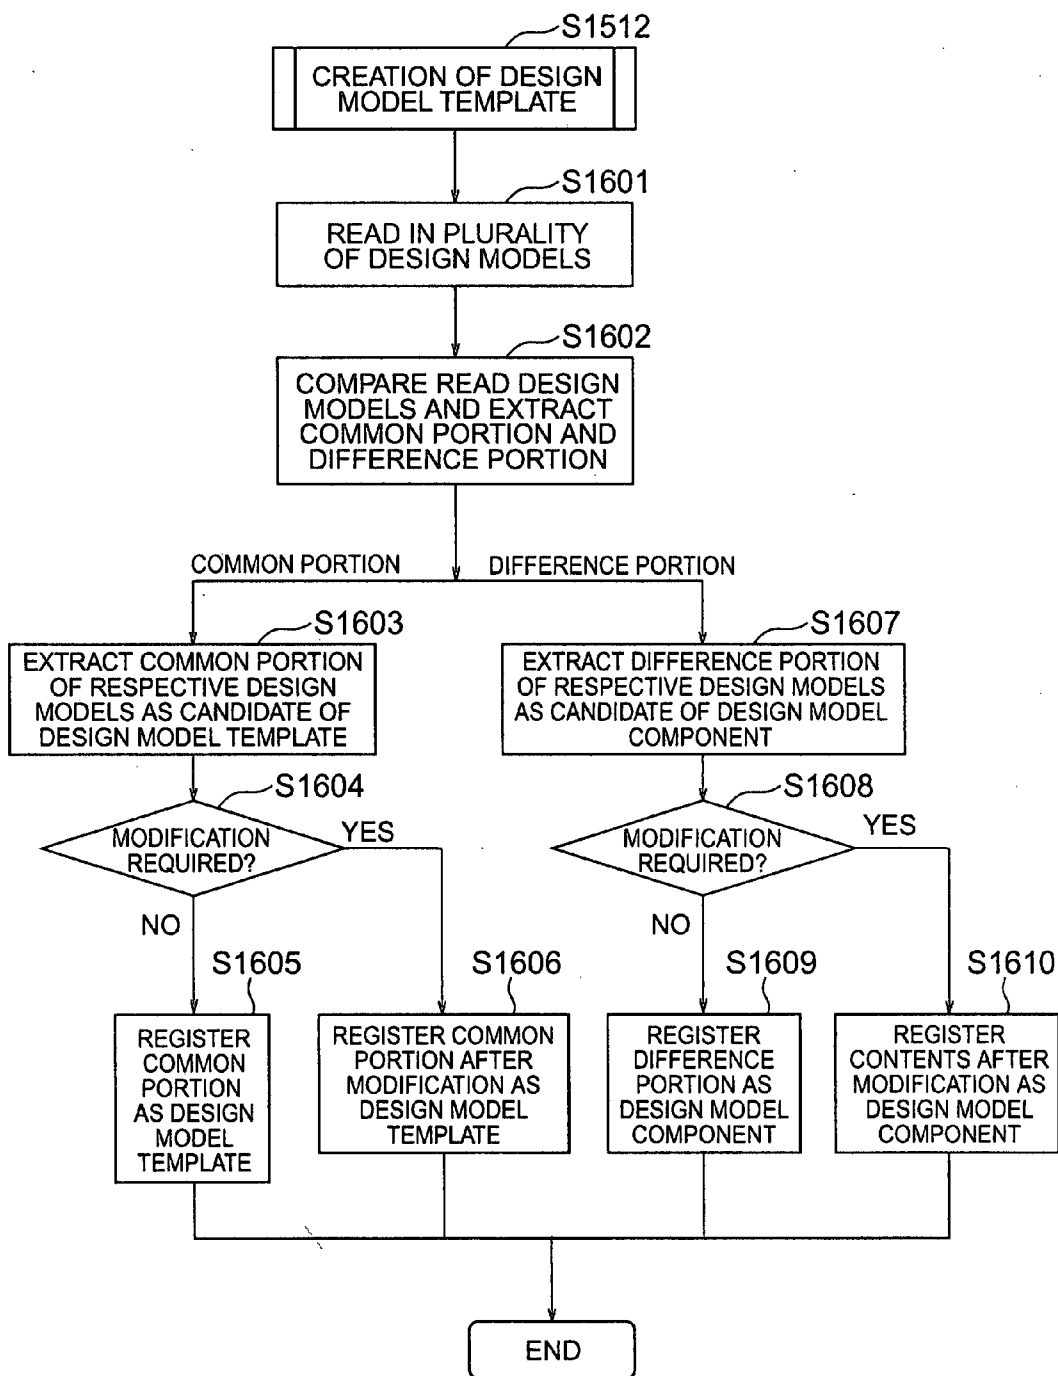 S1512
CREATION OF DESIGN
MODEL TEMPLATE
S1601
READ IN PLURALITY
OF DESIGN MODELS
S1602
COMPARE READ DESIGN
MODELS AND EXTRACT
COMMON PORTION AND
DIFFERENCE PORTION
COMMON PORTION
DIFFERENCE PORTION
S1603
EXTRACT COMMON PORTION
OF RESPECTIVE DESIGN
MODELS AS CANDIDATE OF
DESIGN MODEL TEMPLATE
S1607
EXTRACT DIFFERENCE PORTION
OF RESPECTIVE DESIGN MODELS
AS CANDIDATE OF DESIGN MODEL
COMPONENT
S1604
MODIFICATION
REQUIRED?
YES
NO
S1608
MODIFICATION
REQUIRED?
YES
NO
S1605
REGISTER
COMMON
PORTION
AS DESIGN
MODEL
TEMPLATE
S1606
REGISTER COMMON
PORTION AFTER
MODIFICATION AS
DESIGN MODEL
TEMPLATE
S1609
REGISTER
DIFFERENCE
PORTION AS
DESIGN MODEL
COMPONENT
S1610
REGISTER
CONTENTS AFTER
MODIFICATION AS
DESIGN MODEL
COMPONENT
END